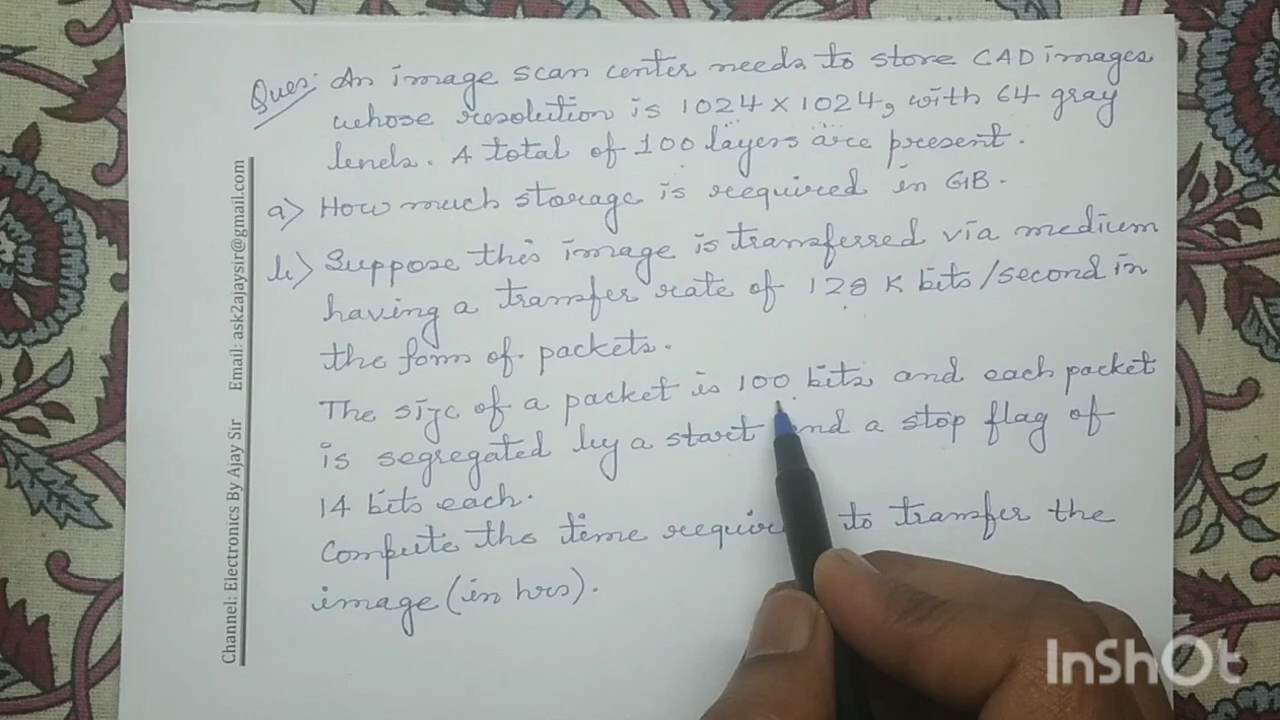 Ques: An image scan center needs to store CAD images
whose resolution is 1024 × 1024, with 64 gray
levels. A total of 100 layers are present.
a) How much storage is required in GB.
b) Suppose this image is transferred via medium
having a transfer rate of 128 K bits/second in
the form of packets.
The size of a packet is 100 bits and each packet
is segregated by a start and a stop flag of
14 bits each.
Compute the time require to transfer the
image (in hrs).
Channel: Electronics By Ajay Sir Email: ask2ajaysir@gmail.com
InShOt